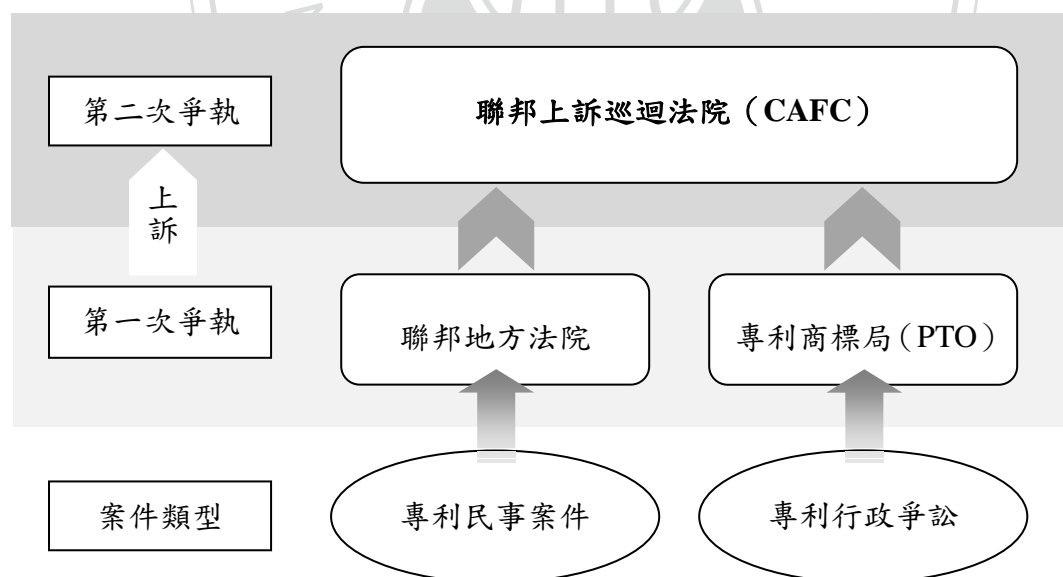 第二次爭執
聯邦上訴巡迴法院（CAFC）
上
訴
第一次爭執
聯邦地方法院
專利商標局（PTO）
案件類型
專利民事案件
專利行政爭訟